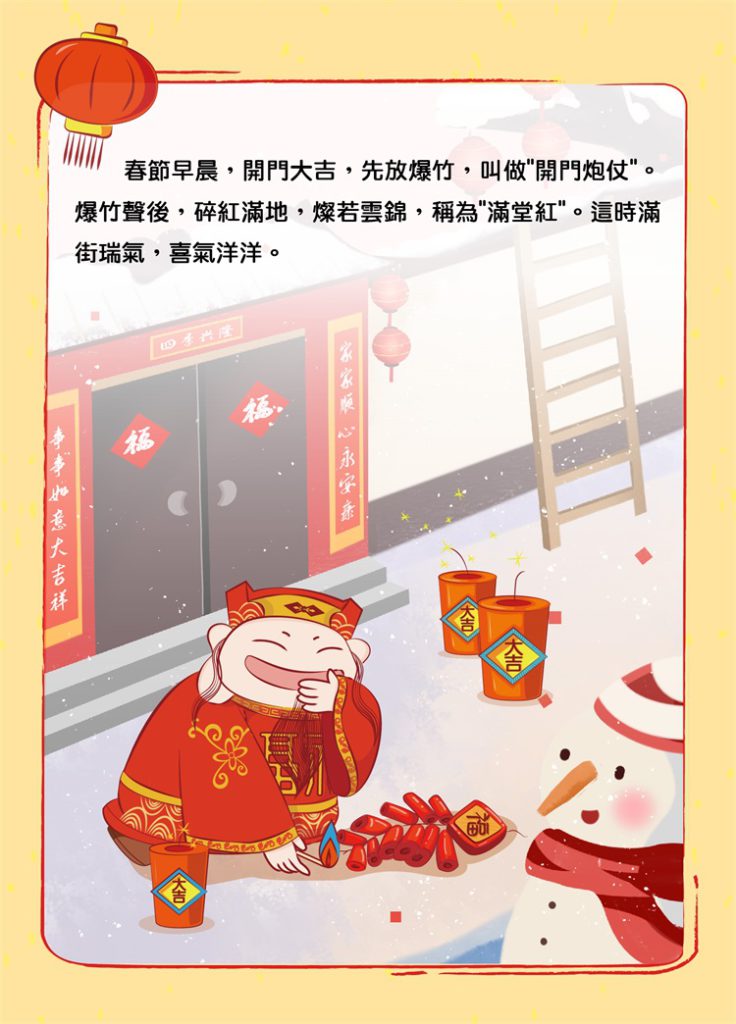 春節早晨，開門大吉，先放爆竹，叫做"開門炮仗"。
爆竹聲後，碎紅滿地，燦若雲錦，稱為"滿堂紅"。這時滿
街瑞氣，喜氣洋洋。
四季興隆
福
福
家家順心永安康
事事如意大吉祥
大吉
大吉
福
大吉